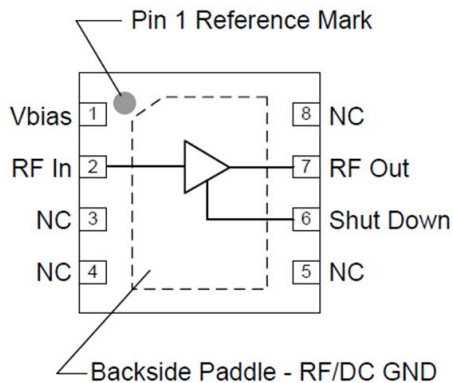 Pin 1 Reference Mark
Vbias 1 8 NC
RF In 2 7 RF Out
NC 3 6 Shut Down
NC 4 5 NC
Backside Paddle - RF/DC GND